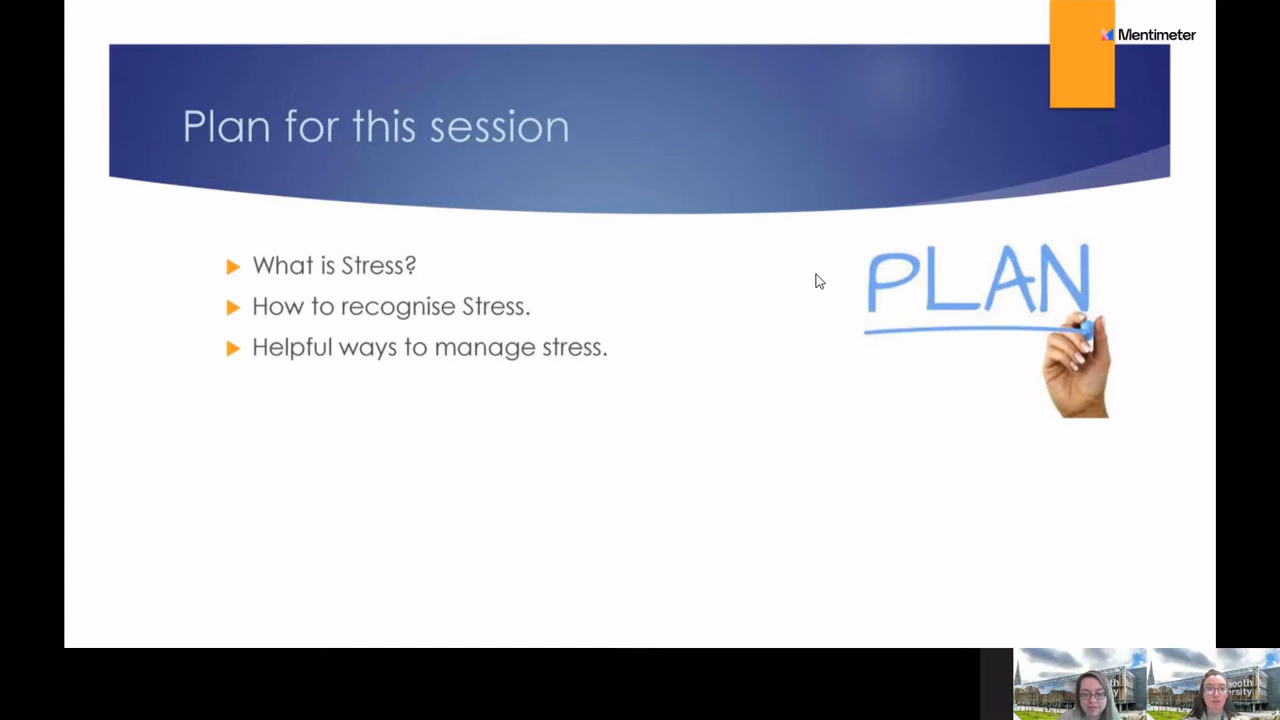 Mentimeter
Plan for this session
What is Stress?
How to recognise Stress.
Helpful ways to manage stress.
PLAN